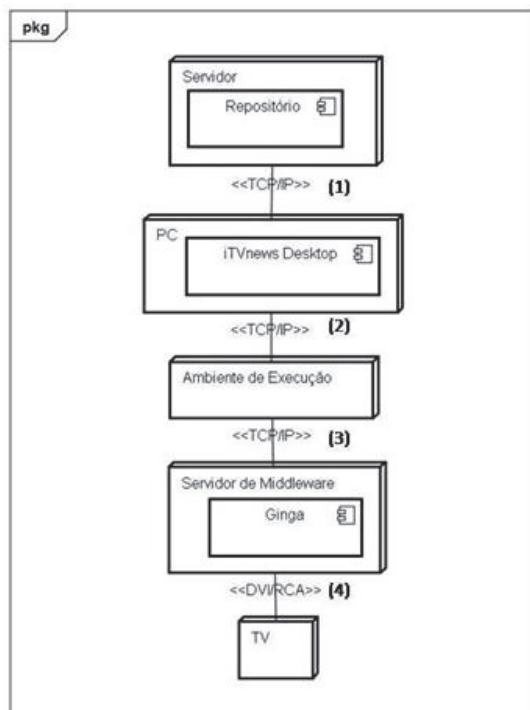 pkg
Servidor
Repositório
<<TCP/IP>> (1)
PC
iTVnews Desktop
(2)
<<TCP/IP>>
Ambiente de Execução
<<TCP/IP>> (3)
Servidor de Middleware
Ginga
<<DVI/RCA>> (4)
TV